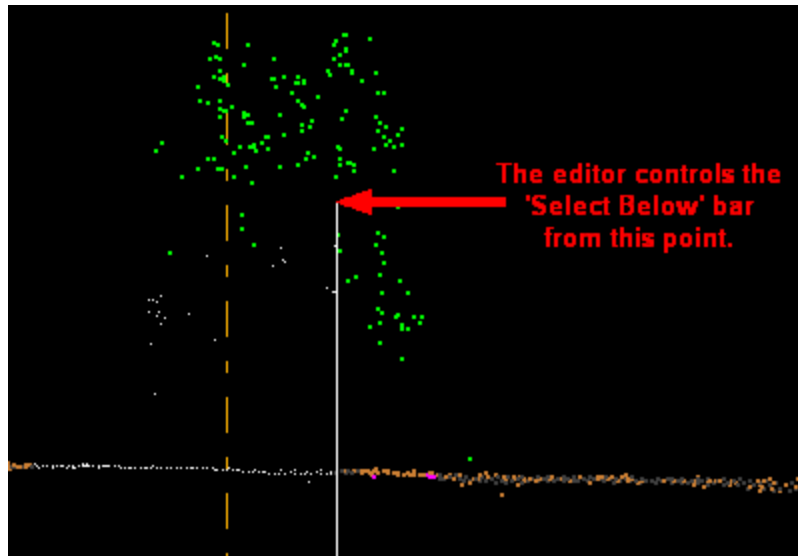 The editor controls the
'Select Below' bar
from this point.